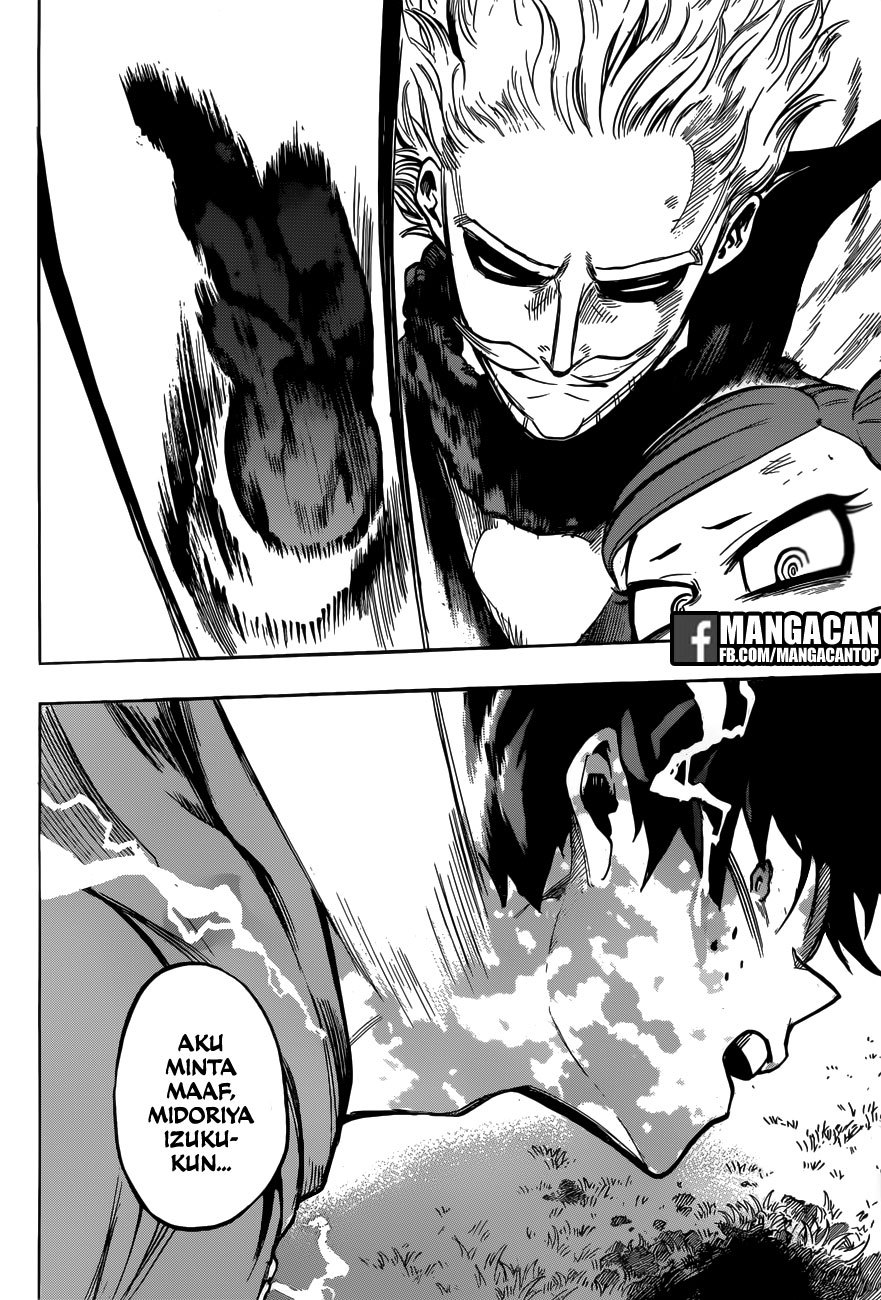 MANGACAN
FB.COM/MANGACANTOP
AKU
MINTA
MAAF,
MIDORIYA
IZUKU-
KUN...